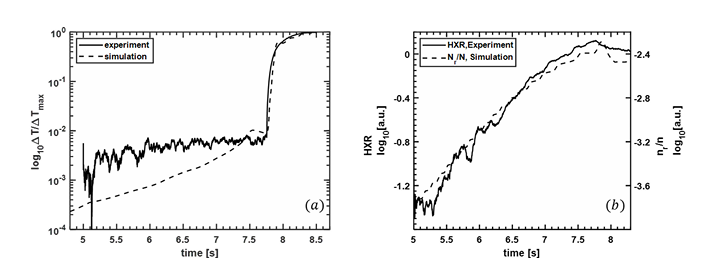 10⁰
10⁻¹
10⁻²
10⁻³
10⁻⁴
log₁₀ΔT/ΔTmax
experiment
simulation
(a)
5 5.5 6 6.5 7 7.5 8 8.5
time [s]
HXR
log10[a.u.]
0
-0.4
-0.8
-1.2
HXR,Experiment
Nr/N, Simulation
(b)
-2.4
-2.8
-3.2
-3.6
nr/n
log10[a.u.]
5 5.5 6 6.5 7 7.5 8
time [s]